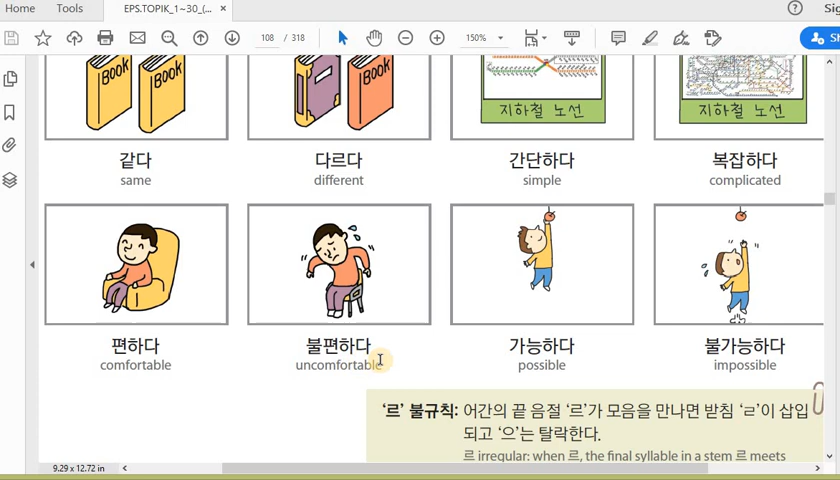 Home Tools EPS.TOPIK_1~30_(... × ? Sig
108 / 318 150% Sh
BOOK BOOK BOOK 지하철 노선 지하철 노선
같다 다르다 간단하다 복잡하다
same different simple complicated
편하다 불편하다 가능하다 불가능하다
comfortable uncomfortable possible impossible
‘르’ 불규칙: 어간의 끝 음절 ‘르’가 모음을 만나면 받침 ‘ㄹ’이 삽입
되고 ‘으’는 탈락한다.
르 irregular: when 르, the final syllable in a stem 르 meets
9.29 x 12.72 in